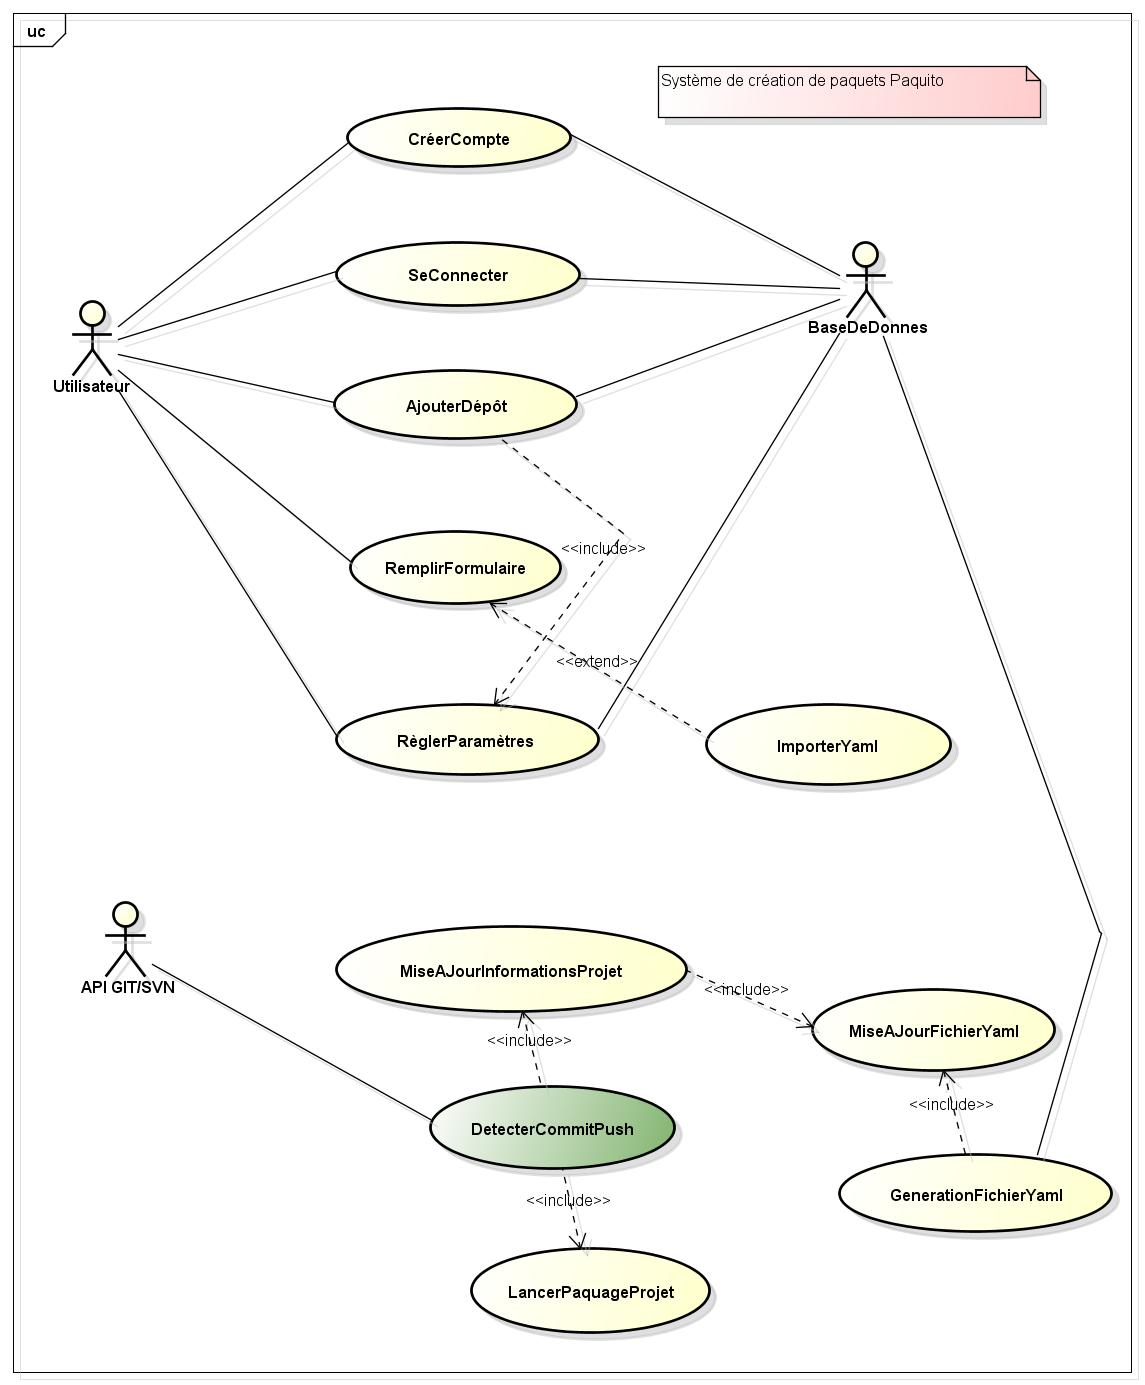 uc
Système de création de paquets Paquito
CréerCompte
SeConnecter
BaseDeDonnes
Utilisateur
AjouterDépôt
<<include>>
RemplirFormulaire
<<extend>>
RèglerParamètres
ImporterYaml
API GIT/SVN
MiseAJourInformationsProjet
<<include>>
MiseAJourFichierYaml
<<include>>
<<include>>
DetecterCommitPush
GenerationFichierYaml
<<include>>
LancerPaquageProjet